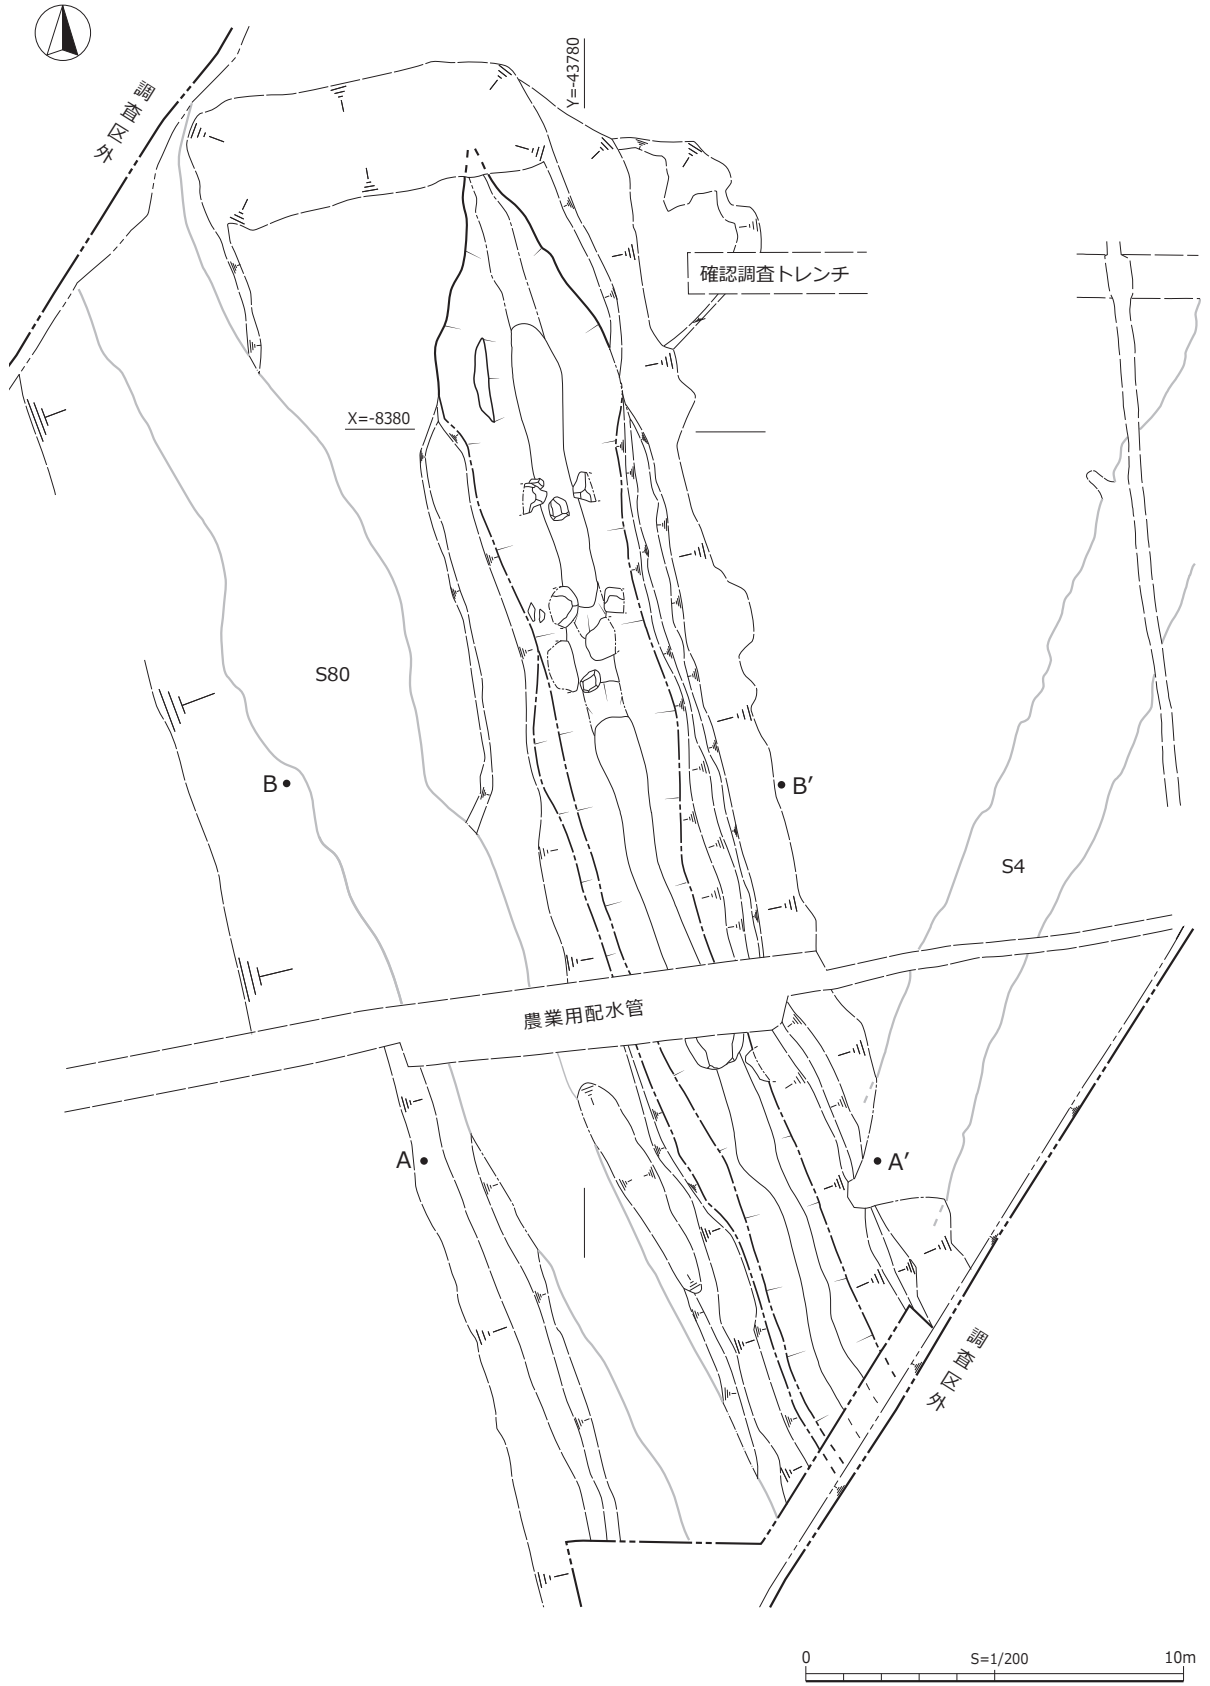 Y=-43780
調査区外
確認調査トレンチ
X=-8380
S80
B
B′
S4
農業用配水管
A
A′
調査区外
0
S=1/200
10m